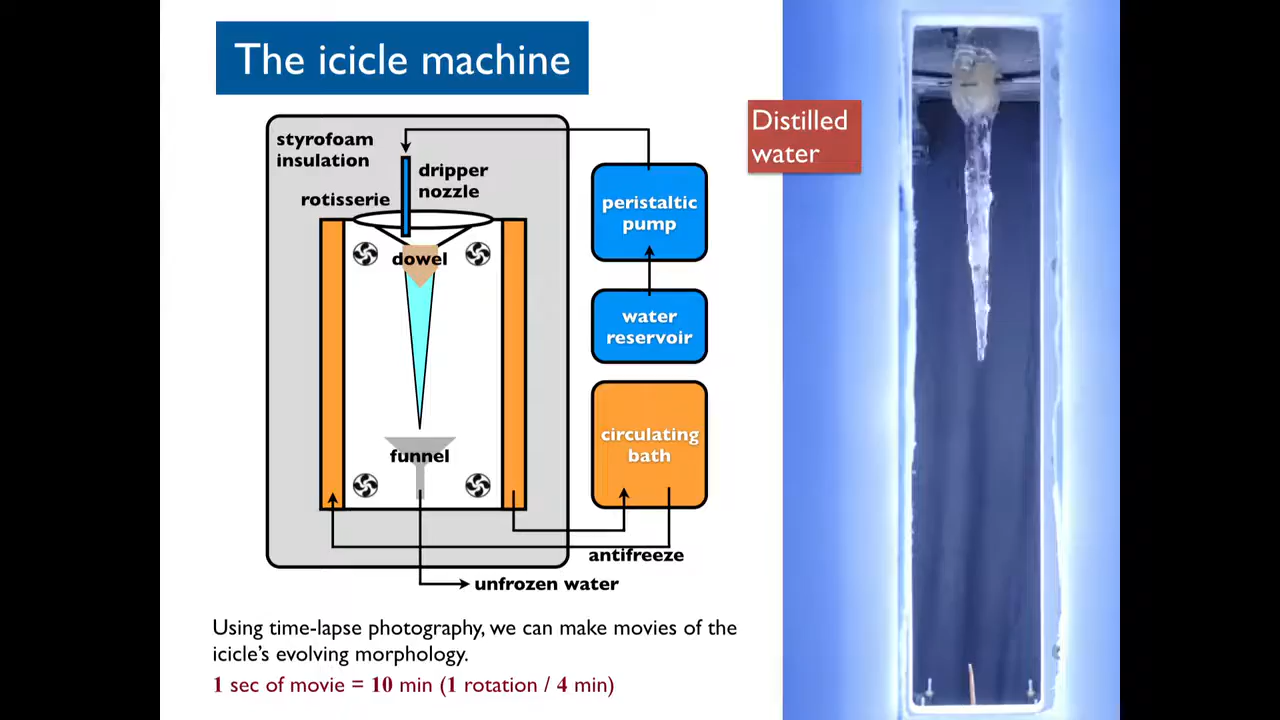 The icicle machine
styrofoam
insulation
dripper
nozzle
rotisserie
dowel
funnel
peristaltic
pump
water
reservoir
circulating
bath
antifreeze
unfrozen water
Distilled
water
Using time-lapse photography, we can make movies of the
icicle's evolving morphology.
1 sec of movie = 10 min (1 rotation / 4 min)